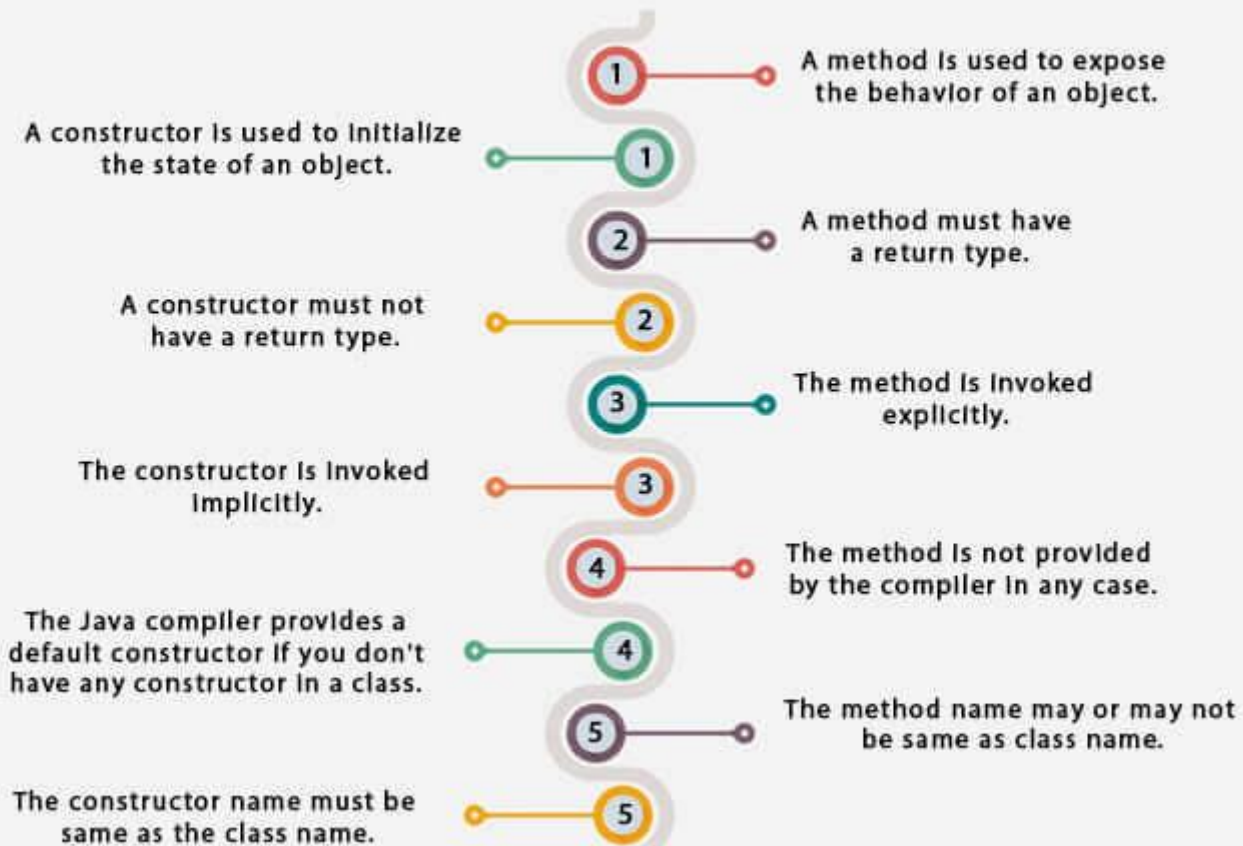 1
A method is used to expose
the behavior of an object.
A constructor is used to initialize
the state of an object.
1
2
A method must have
a return type.
A constructor must not
have a return type.
2
3
The method is invoked
explicitly.
The constructor is invoked
implicitly.
3
4
The method is not provided
by the compiler in any case.
The Java compiler provides a
default constructor if you don't
have any constructor in a class.
4
5
The method name may or may not
be same as class name.
The constructor name must be
same as the class name.
5